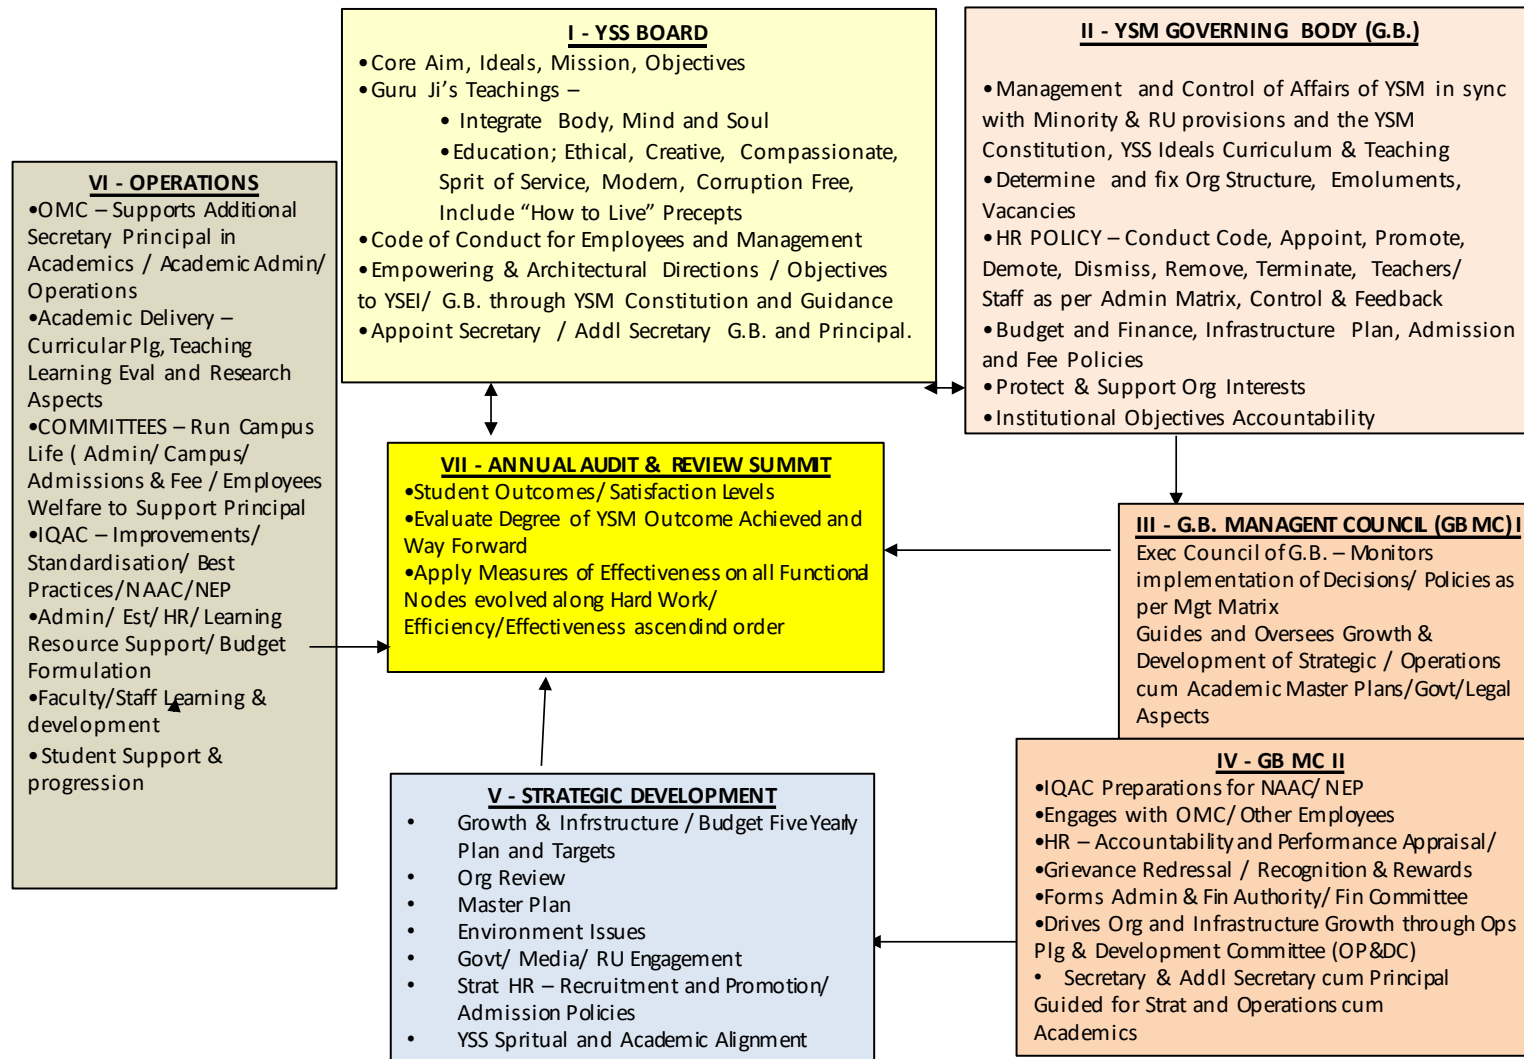 I - YSS BOARD
•Core Aim, Ideals, Mission, Objectives
•Guru Ji’s Teachings –
• Integrate Body, Mind and Soul
•Education; Ethical, Creative, Compassionate,
Sprit of Service, Modern, Corruption Free,
Include “How to Live” Precepts
•Code of Conduct for Employees and Management
•Empowering & Architectural Directions / Objectives
to YSEI/ G.B. through YSM Constitution and Guidance
•Appoint Secretary / Addl Secretary G.B. and Principal.
II - YSM GOVERNING BODY (G.B.)
•Management and Control of Affairs of YSM in sync
with Minority & RU provisions and the YSM
Constitution, YSS Ideals Curriculum & Teaching
•Determine and fix Org Structure, Emoluments,
Vacancies
•HR POLICY – Conduct Code, Appoint, Promote,
Demote, Dismiss, Remove, Terminate, Teachers/
Staff as per Admin Matrix, Control & Feedback
•Budget and Finance, Infrastructure Plan, Admission
and Fee Policies
•Protect & Support Org Interests
•Institutional Objectives Accountability
VI - OPERATIONS
•OMC – Supports Additional
Secretary Principal in
Academics / Academic Admin/
Operations
•Academic Delivery –
Curricular Plg, Teaching
Learning Eval and Research
Aspects
•COMMITTEES – Run Campus
Life ( Admin/ Campus/
Admissions & Fee / Employees
Welfare to Support Principal
•IQAC – Improvements/
Standardisation/ Best
Practices/NAAC/NEP
•Admin/ Est/ HR/ Learning
Resource Support/ Budget
Formulation
•Faculty/Staff Learning &
development
•Student Support &
progression
VII - ANNUAL AUDIT & REVIEW SUMMIT
•Student Outcomes/ Satisfaction Levels
•Evaluate Degree of YSM Outcome Achieved and
Way Forward
•Apply Measures of Effectiveness on all Functional
Nodes evolved along Hard Work/
Efficiency/Effectiveness ascendind order
III - G.B. MANAGENT COUNCIL (GB MC) I
Exec Council of G.B. – Monitors
implementation of Decisions/ Policies as
per Mgt Matrix
Guides and Oversees Growth &
Development of Strategic / Operations
cum Academic Master Plans/Govt/Legal
Aspects
IV - GB MC II
•IQAC Preparations for NAAC/ NEP
•Engages with OMC/ Other Employees
•HR – Accountability and Performance Appraisal/
•Grievance Redressal / Recognition & Rewards
•Forms Admin & Fin Authority/ Fin Committee
•Drives Org and Infrastructure Growth through Ops
Plg & Development Committee (OP&DC)
• Secretary & Addl Secretary cum Principal
Guided for Strat and Operations cum
Academics
V - STRATEGIC DEVELOPMENT
• Growth & Infrstructure / Budget Five Yearly
Plan and Targets
• Org Review
• Master Plan
• Environment Issues
• Govt/ Media/ RU Engagement
• Strat HR – Recruitment and Promotion/
Admission Policies
• YSS Spritual and Academic Alignment